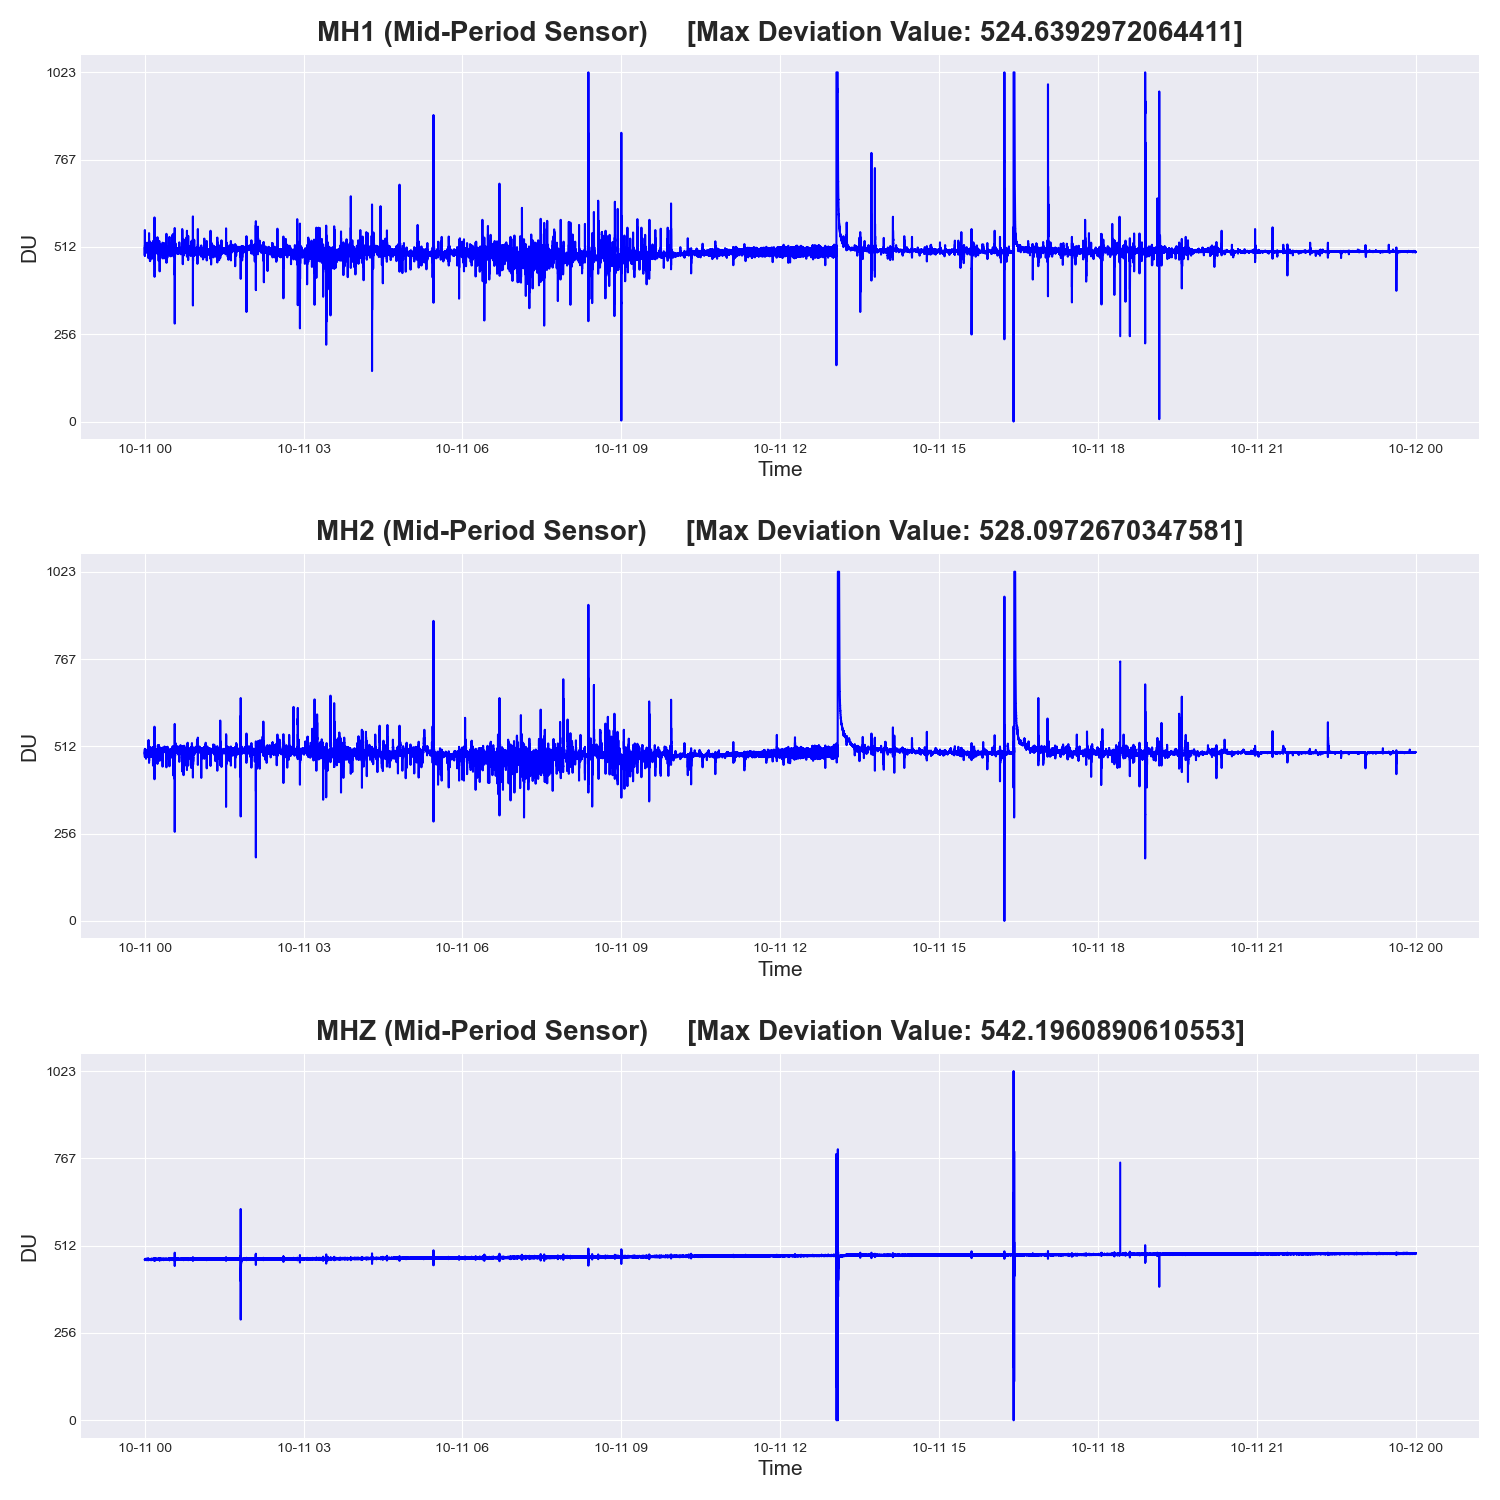 MH1 (Mid-Period Sensor) [Max Deviation Value: 524.6392972064411]
1023
767
512
256
0
DU
10-11 00 10-11 03 10-11 06 10-11 09 10-11 12 10-11 15 10-11 18 10-11 21 10-12 00
Time
MH2 (Mid-Period Sensor) [Max Deviation Value: 528.0972670347581]
1023
767
512
256
0
DU
10-11 00 10-11 03 10-11 06 10-11 09 10-11 12 10-11 15 10-11 18 10-11 21 10-12 00
Time
MHZ (Mid-Period Sensor) [Max Deviation Value: 542.1960890610553]
1023
767
512
256
0
DU
10-11 00 10-11 03 10-11 06 10-11 09 10-11 12 10-11 15 10-11 18 10-11 21 10-12 00
Time